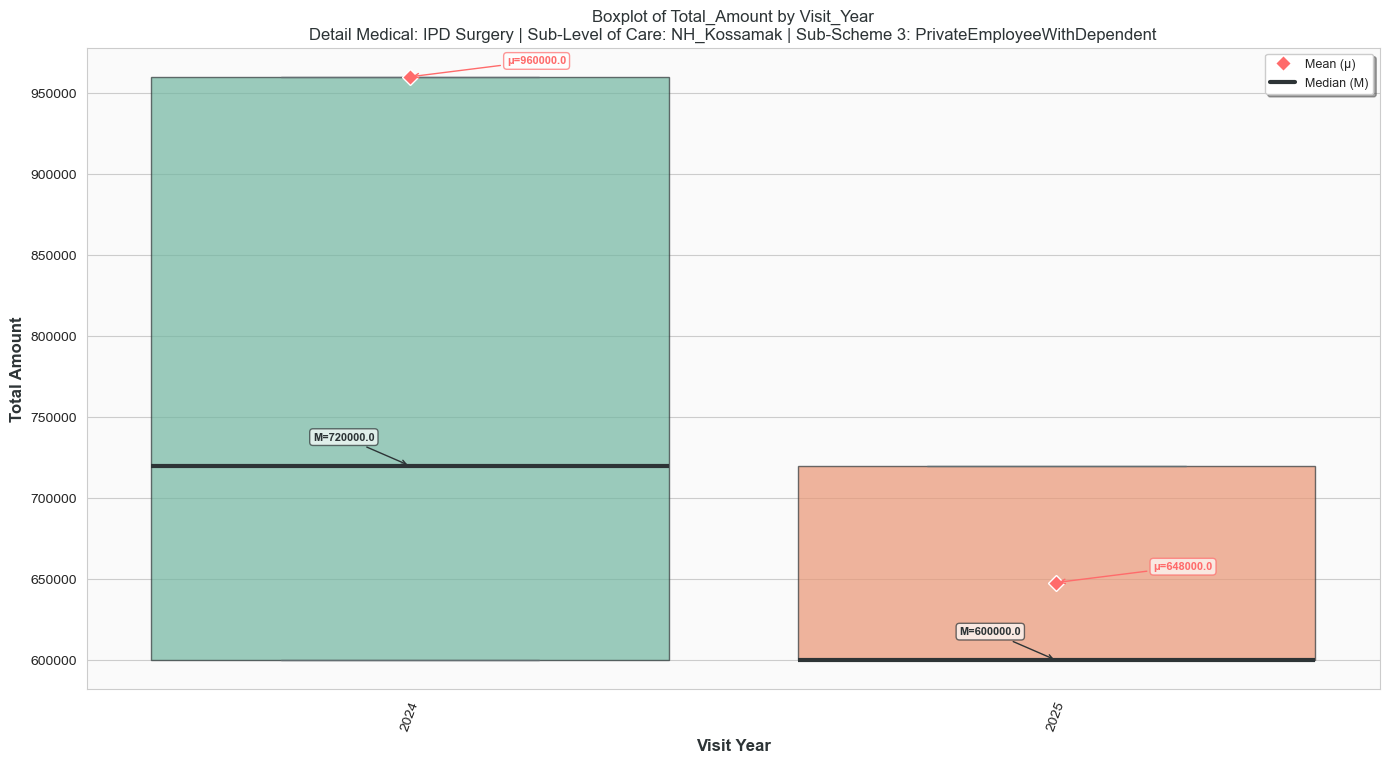 Boxplot of Total_Amount by Visit_Year
Detail Medical: IPD Surgery | Sub-Level of Care: NH_Kossamak | Sub-Scheme 3: PrivateEmployeeWithDependent
μ=960000.0
Mean (μ)
Median (M)
950000
900000
850000
800000
750000
M=720000.0
700000
650000
μ=648000.0
M=600000.0
600000
Total Amount
2024
2025
Visit Year